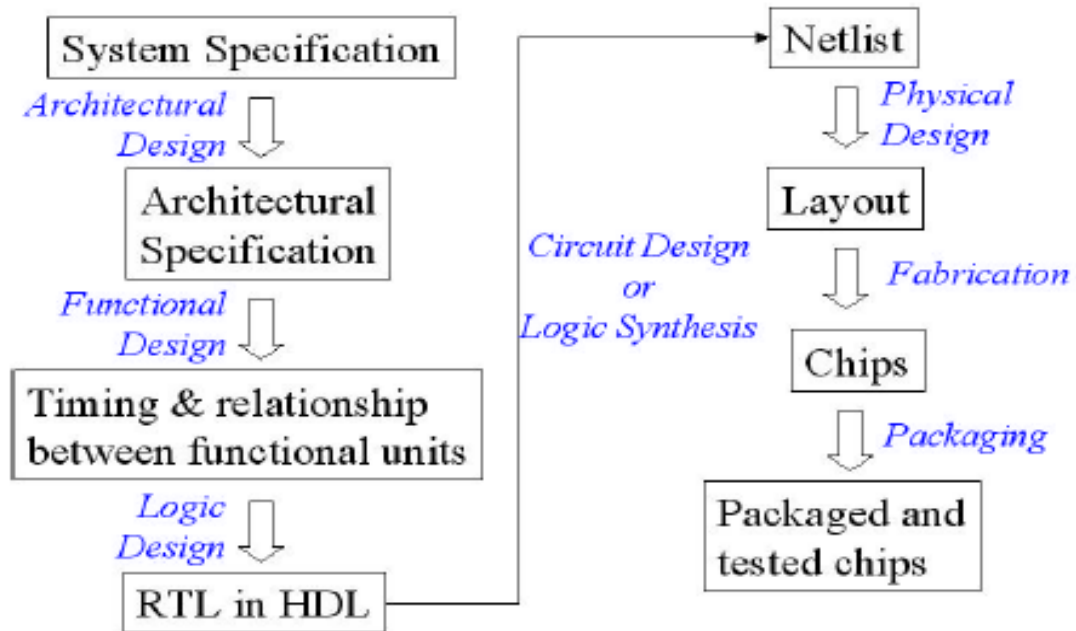 System Specification
Architectural
Design
Architectural
Specification
Functional
Design
Timing & relationship
between functional units
Logic
Design
RTL in HDL
Circuit Design
or
Logic Synthesis
Netlist
Physical
Design
Layout
Fabrication
Chips
Packaging
Packaged and
tested chips